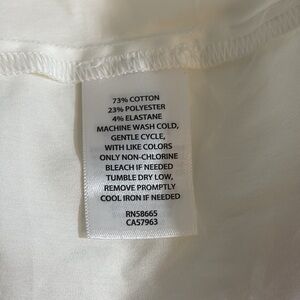 73% COTTON
23% POLYESTER
4% ELASTANE
MACHINE WASH COLD,
GENTLE CYCLE,
WITH LIKE COLORS
ONLY NON-CHLORINE
BLEACH IF NEEDED
TUMBLE DRY LOW,
REMOVE PROMPTLY
COOL IRON IF NEEDED
RN58665
CA57963